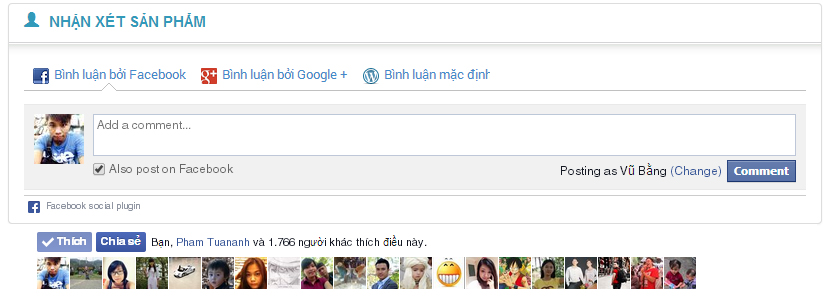 NHẬN XÉT SẢN PHẨM
Bình luận bởi Facebook Bình luận bởi Google + Bình luận mặc định
Add a comment...
Also post on Facebook Posting as Vũ Bằng (Change) Comment
Facebook social plugin
Thích Chia sẻ Bạn, Pham Tuananh và 1.766 người khác thích điều này.